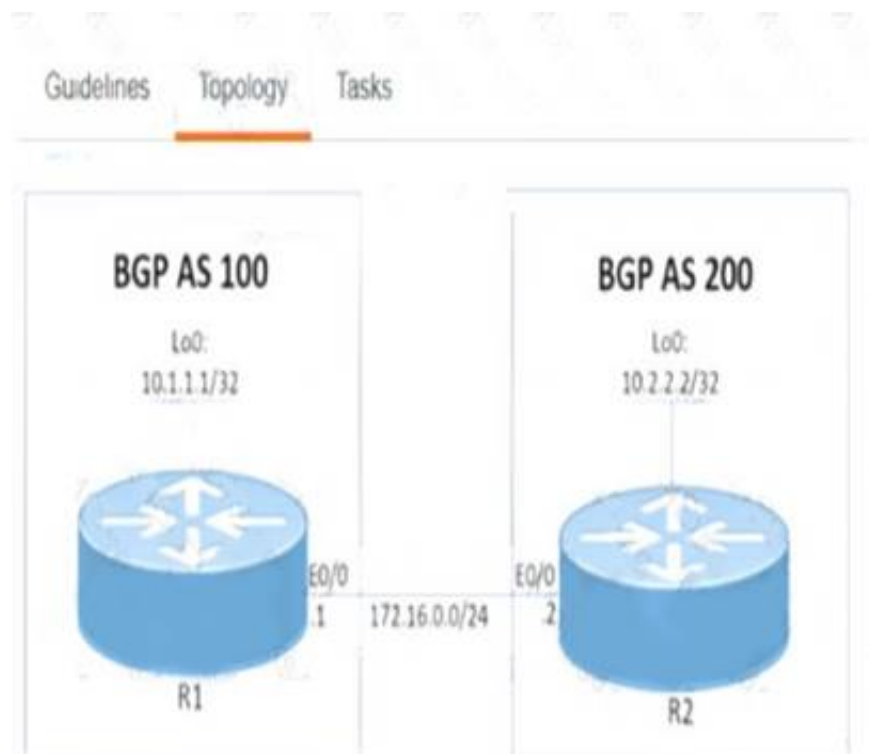 Guidelines Topology Tasks
BGP AS 100
Lo0:
10.1.1.1/32
BGP AS 200
Lo0:
10.2.2.2/32
E0/0
.1
172.16.0.0/24
E0/0
.2
R1
R2